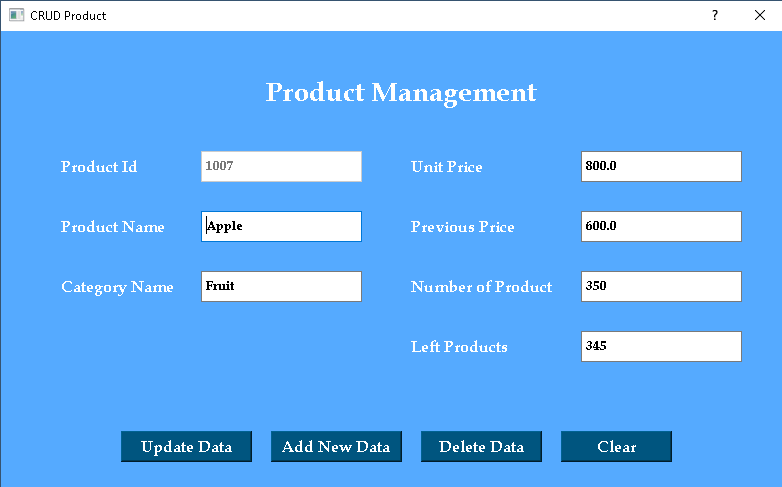 CRUD Product
?
Product Management
Product Id 1007 Unit Price 800.0
Product Name Apple Previous Price 600.0
Category Name Fruit Number of Product 350
Left Products 345
Update Data Add New Data Delete Data Clear